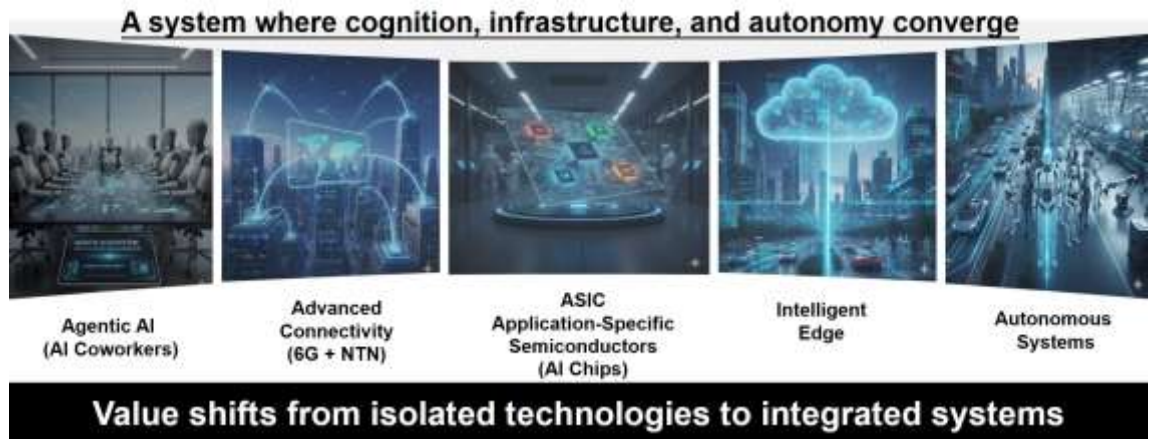 A system where cognition, infrastructure, and autonomy converge
Agentic AI
(AI Coworkers)
Advanced
Connectivity
(6G + NTN)
ASIC
Application-Specific
Semiconductors
(AI Chips)
Intelligent
Edge
Autonomous
Systems
Value shifts from isolated technologies to integrated systems